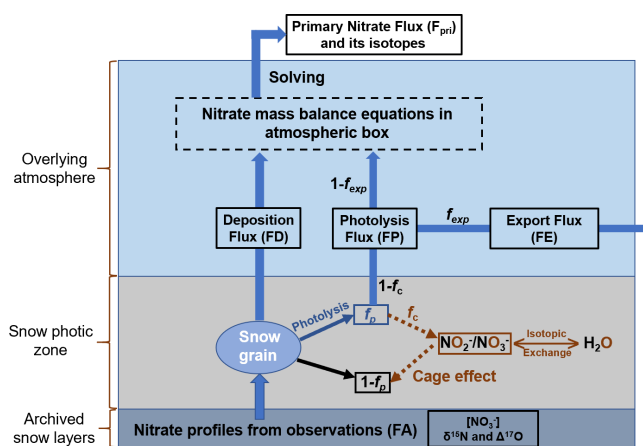 Primary Nitrate Flux (Fpri)
and its isotopes
Solving
Nitrate mass balance equations in
atmospheric box
Overlying
atmosphere
1-fexp
Deposition
Flux (FD)
Photolysis
Flux (FP)
fexp
Export Flux
(FE)
1-fc
Snow photic
zone
Photolysis
fp
fc
Snow
grain
NO2-/NO3-
Isotopic
Exchange
H2O
1-fp
Cage effect
Archived
snow layers
Nitrate profiles from observations (FA)
[NO3-]
δ15N and Δ17O